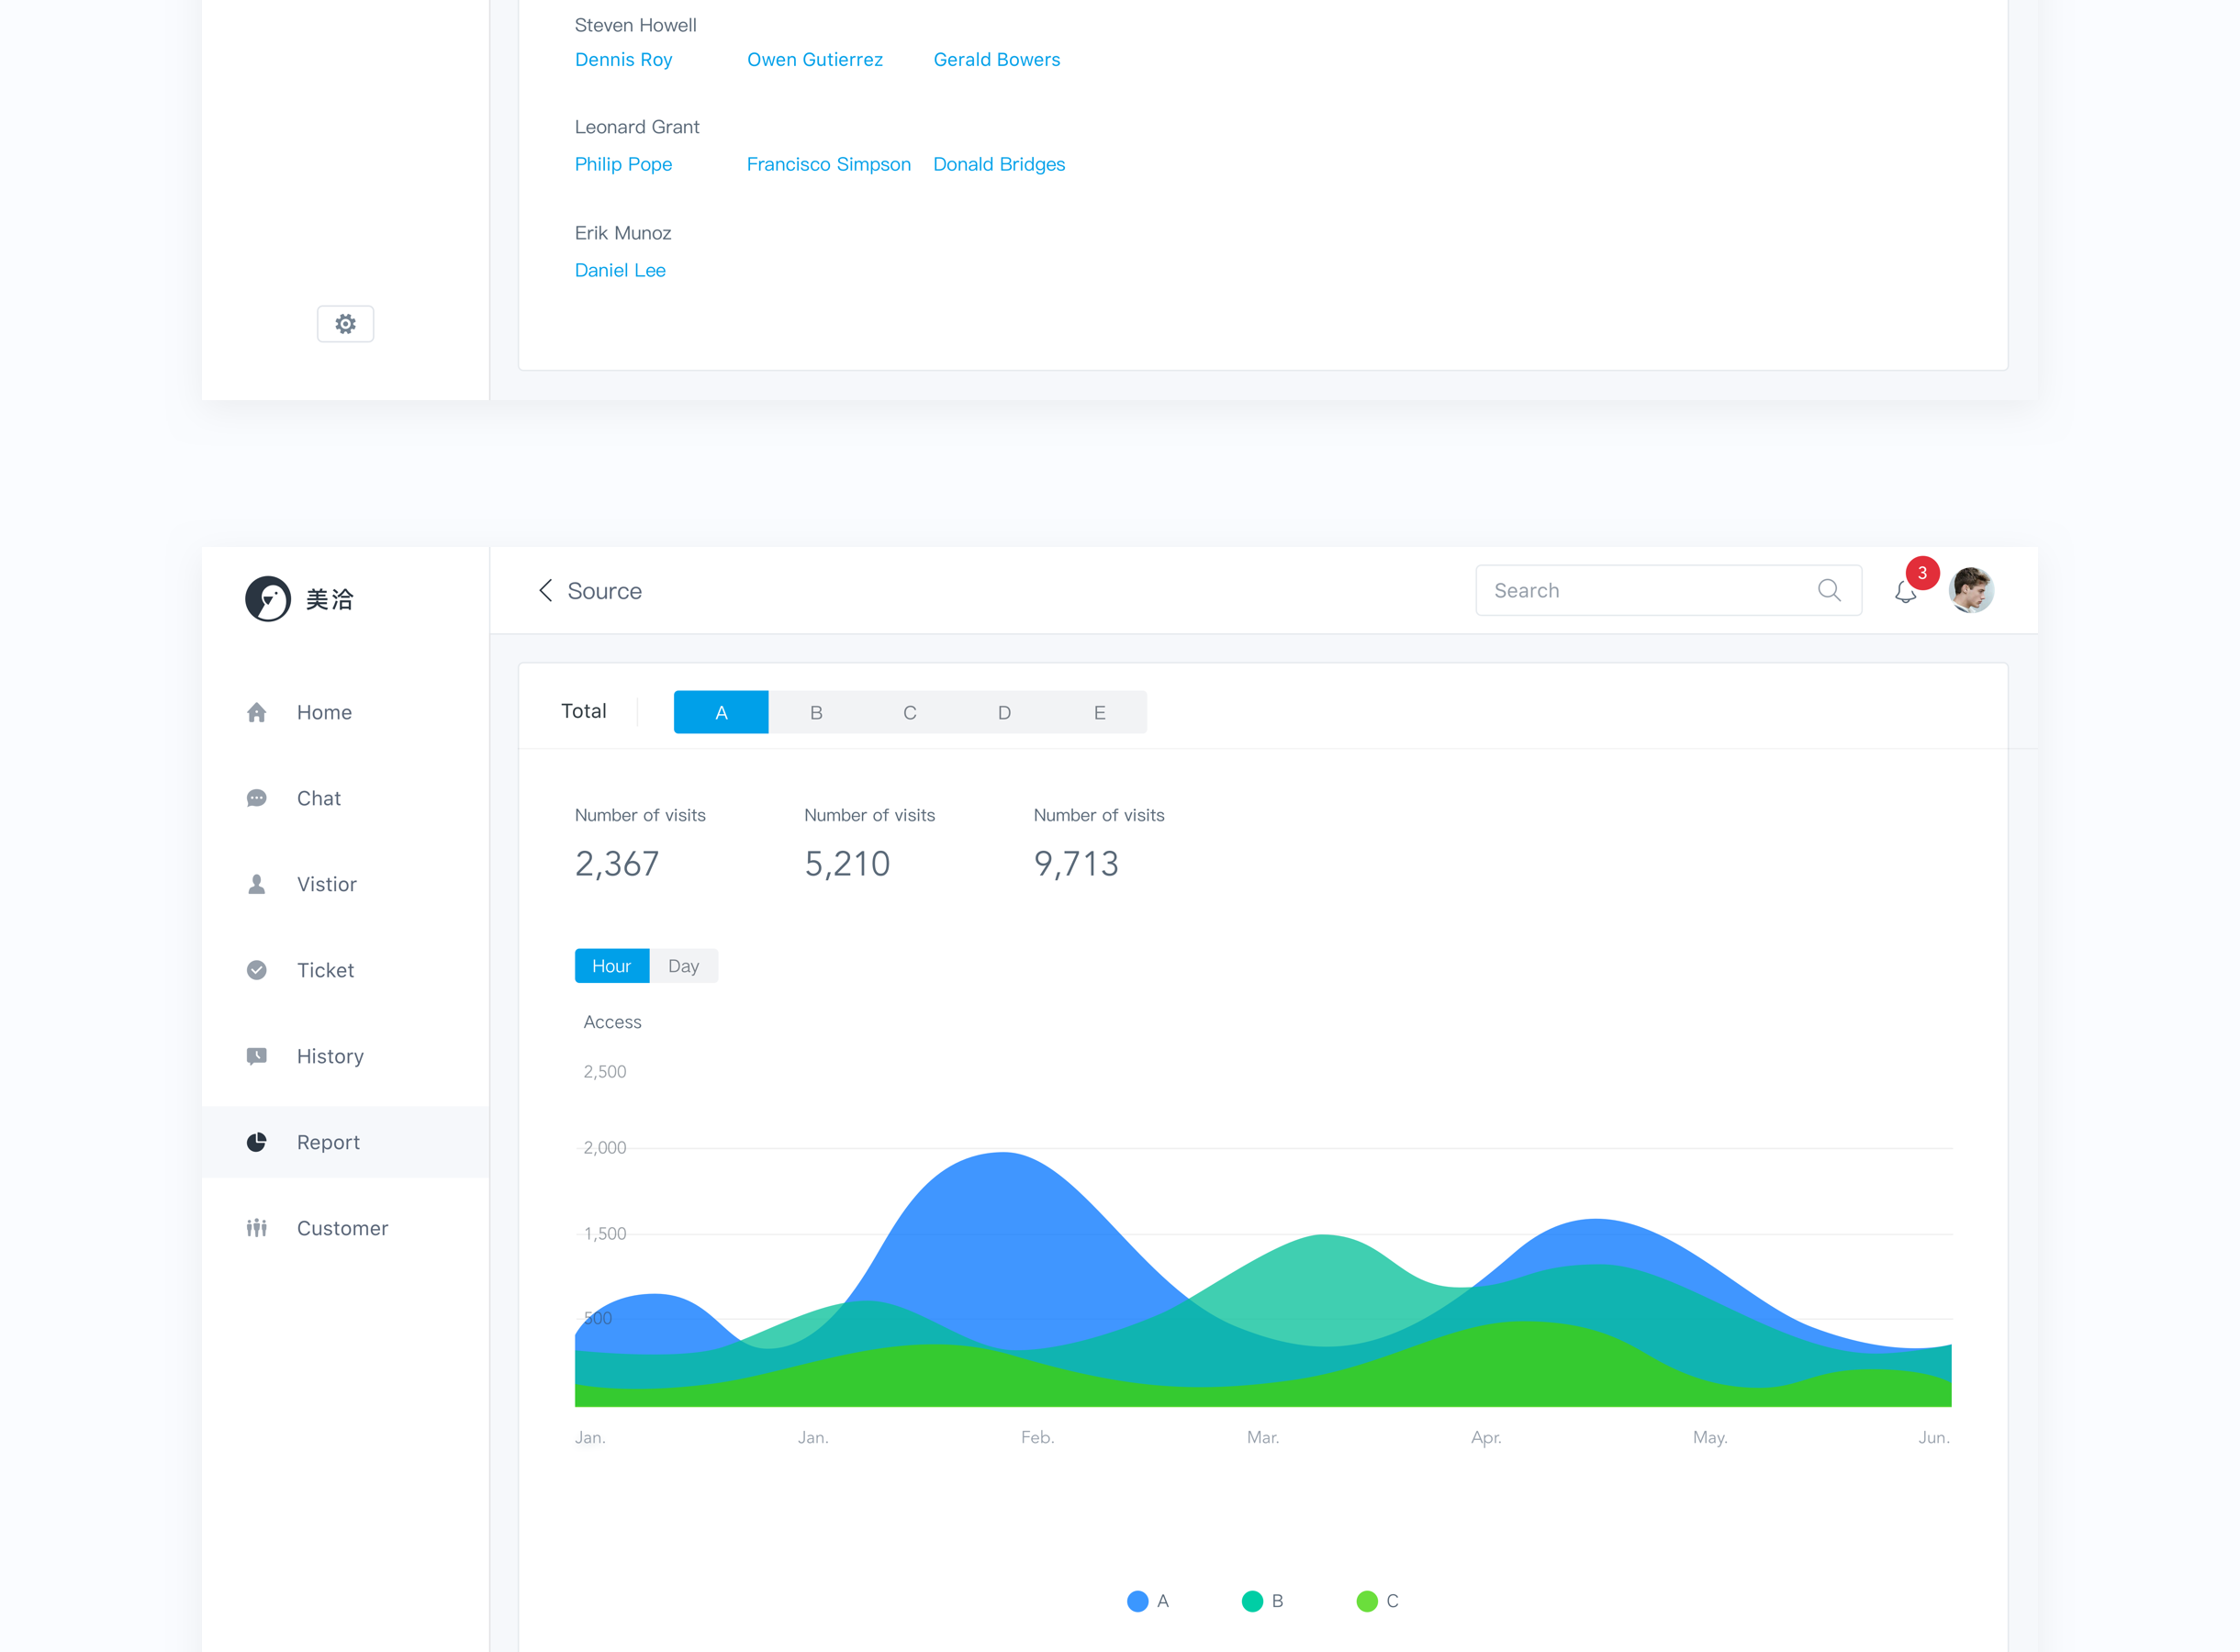 Steven Howell
Dennis Roy Owen Gutierrez Gerald Bowers
Leonard Grant
Philip Pope Francisco Simpson Donald Bridges
Erik Munoz
Daniel Lee
美洽
Source
Search
3
Home
Chat
Vistior
Ticket
History
Report
Customer
Total A B C D E
Number of visits Number of visits Number of visits
2,367 5,210 9,713
Hour Day
Access
2,500
2,000
1,500
500
Jan. Jan. Feb. Mar. Apr. May. Jun.
A B C